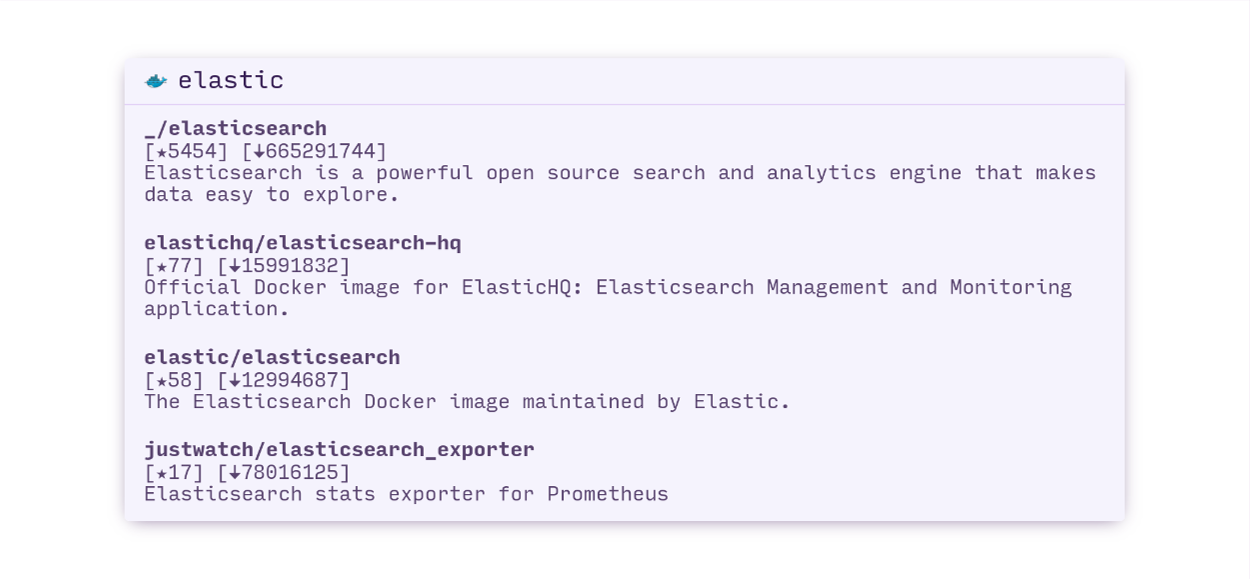 elastic
_/elasticsearch
[★5454] [↓665291744]
Elasticsearch is a powerful open source search and analytics engine that makes
data easy to explore.
elastichq/elasticsearch-hq
[★77] [↓15991832]
Official Docker image for ElasticHQ: Elasticsearch Management and Monitoring
application.
elastic/elasticsearch
[★58] [↓12994687]
The Elasticsearch Docker image maintained by Elastic.
justwatch/elasticsearch_exporter
[★17] [↓78016125]
Elasticsearch stats exporter for Prometheus